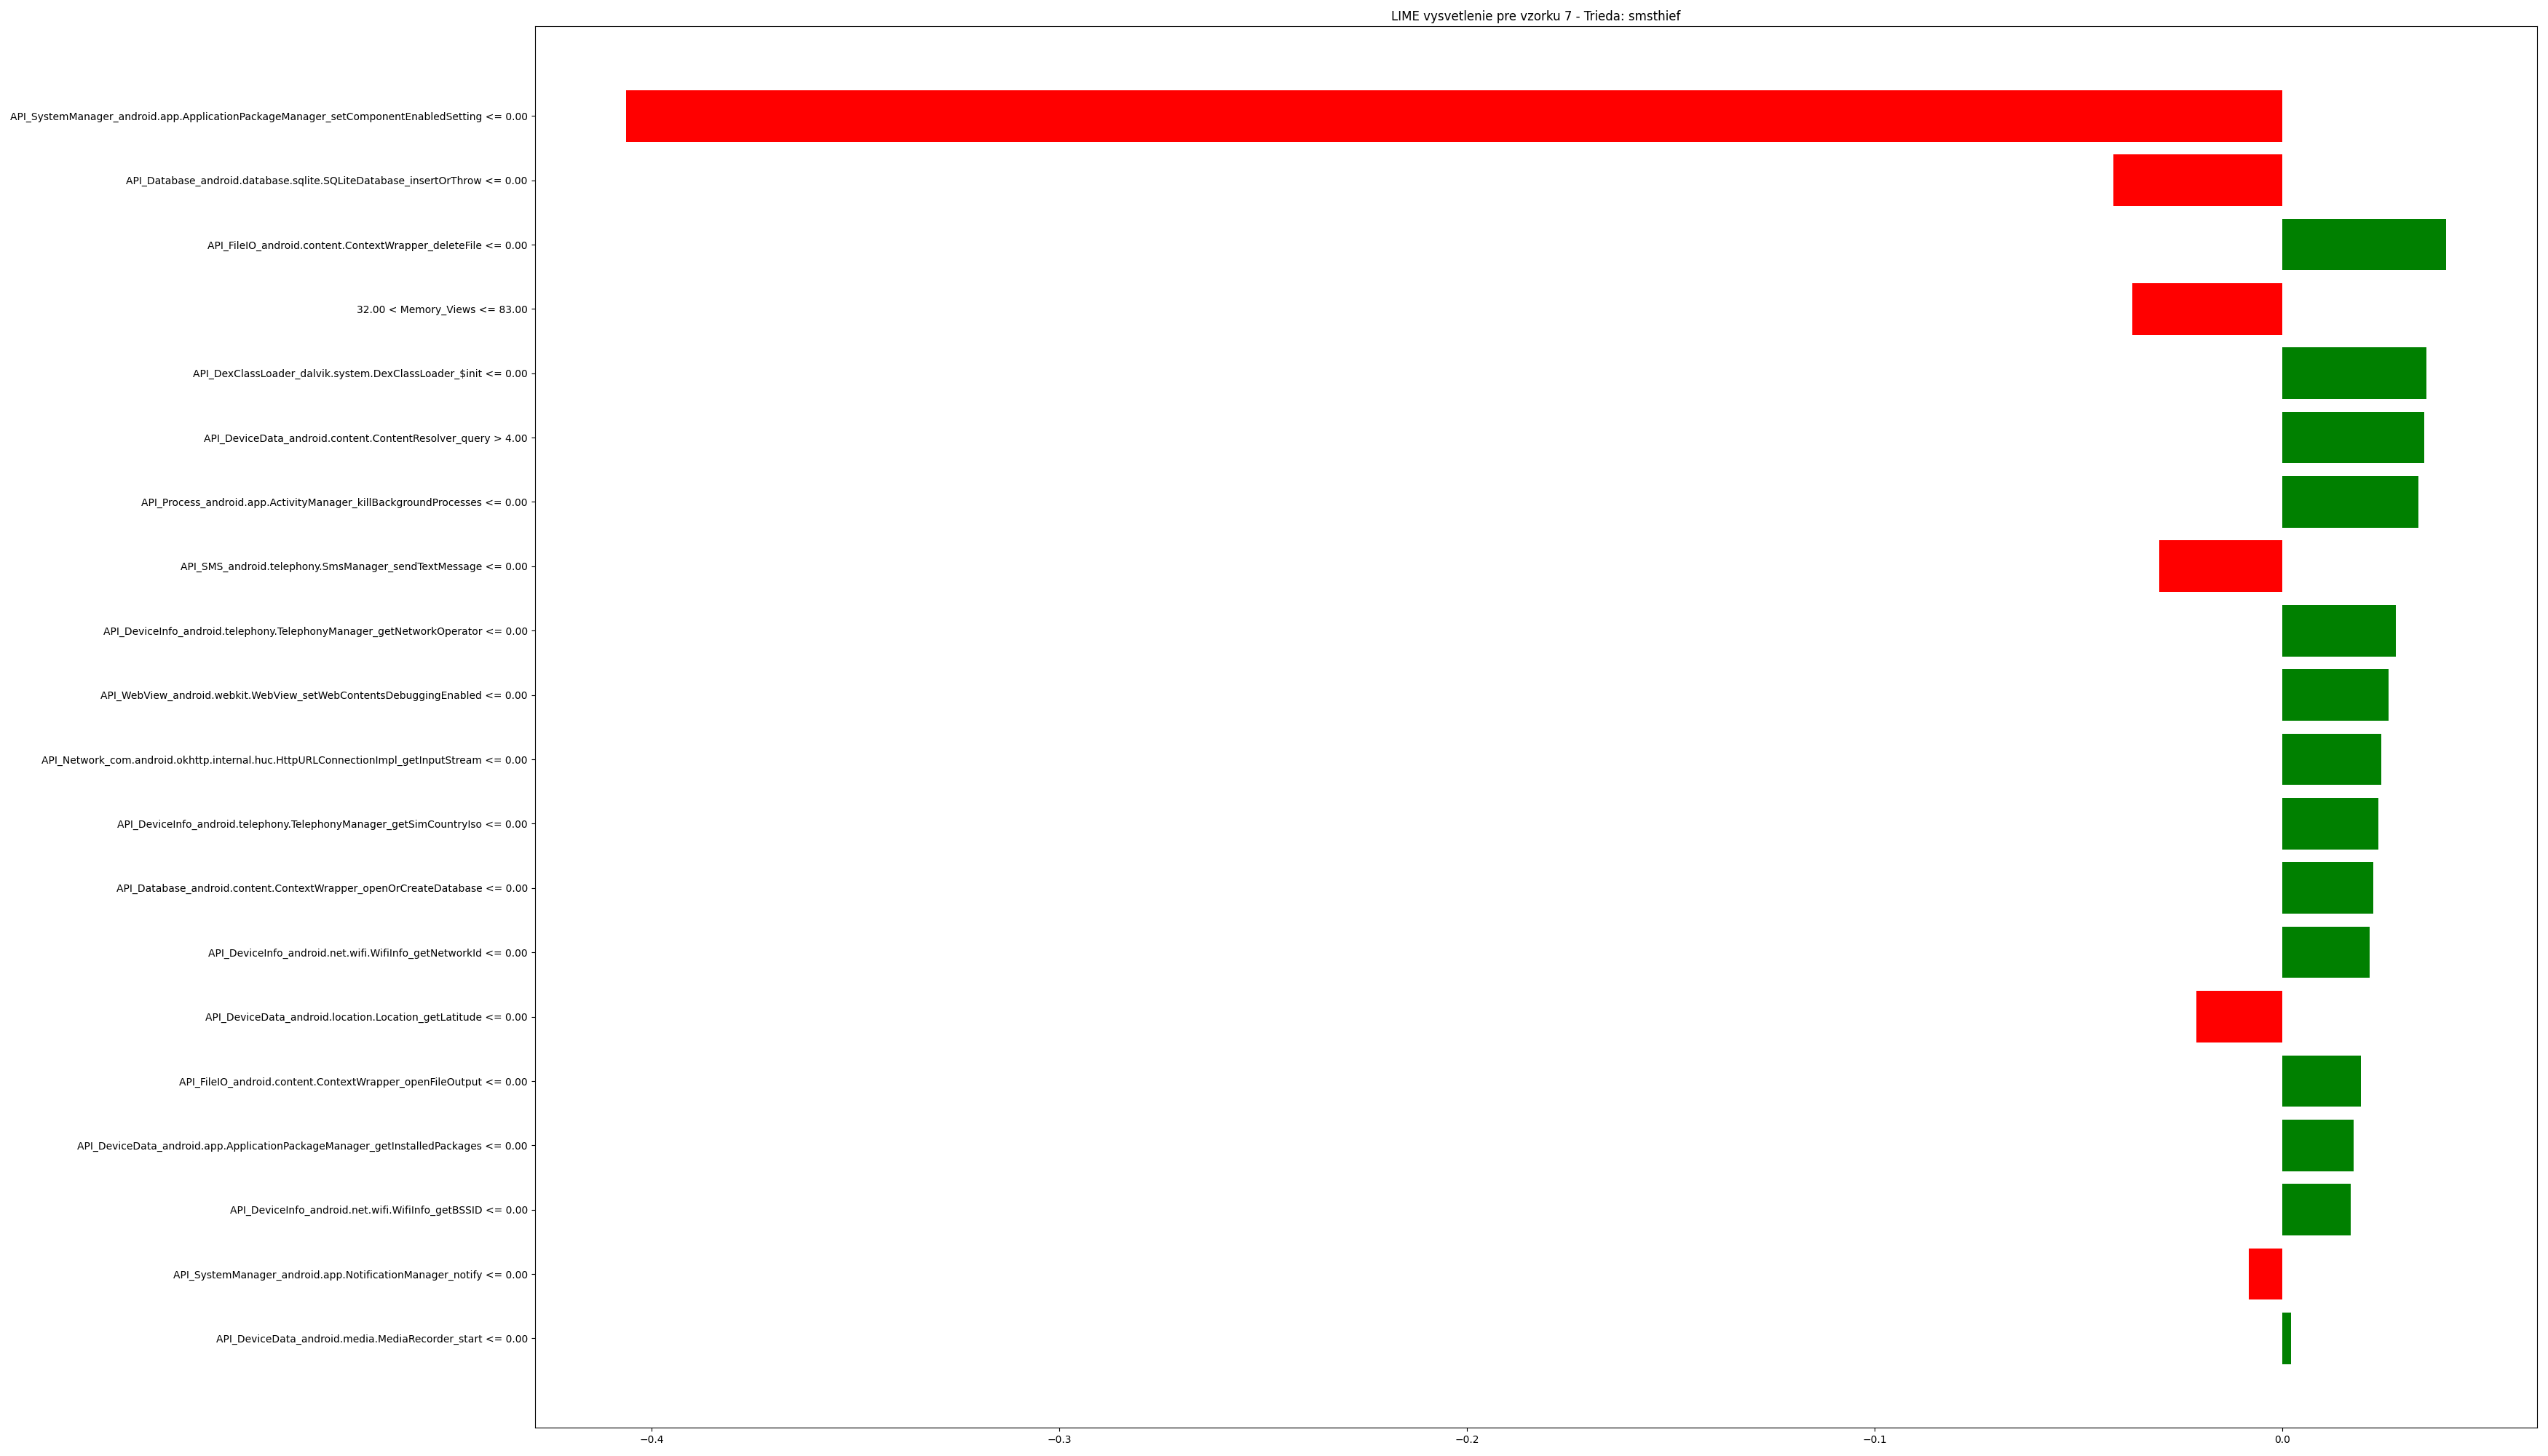 LIME vysvetlenie pre vzorku 7 - Trieda: smsthief
API_SystemManager_android.app.ApplicationPackageManager_setComponentEnabledSetting <= 0.00
API_Database_android.database.sqlite.SQLiteDatabase_insertOrThrow <= 0.00
API_FileIO_android.content.ContextWrapper_deleteFile <= 0.00
32.00 < Memory_Views <= 83.00
API_DexClassLoader_dalvik.system.DexClassLoader_$init <= 0.00
API_DeviceData_android.content.ContentResolver_query > 4.00
API_Process_android.app.ActivityManager_killBackgroundProcesses <= 0.00
API_SMS_android.telephony.SmsManager_sendTextMessage <= 0.00
API_DeviceInfo_android.telephony.TelephonyManager_getNetworkOperator <= 0.00
API_WebView_android.webkit.WebView_setWebContentsDebuggingEnabled <= 0.00
API_Network_com.android.okhttp.internal.huc.HttpURLConnectionImpl_getInputStream <= 0.00
API_DeviceInfo_android.telephony.TelephonyManager_getSimCountryIso <= 0.00
API_Database_android.content.ContextWrapper_openOrCreateDatabase <= 0.00
API_DeviceInfo_android.net.wifi.WifiInfo_getNetworkId <= 0.00
API_DeviceData_android.location.Location_getLatitude <= 0.00
API_FileIO_android.content.ContextWrapper_openFileOutput <= 0.00
API_DeviceData_android.app.ApplicationPackageManager_getInstalledPackages <= 0.00
API_DeviceInfo_android.net.wifi.WifiInfo_getBSSID <= 0.00
API_SystemManager_android.app.NotificationManager_notify <= 0.00
API_DeviceData_android.media.MediaRecorder_start <= 0.00
−0.4 −0.3 −0.2 −0.1 0.0